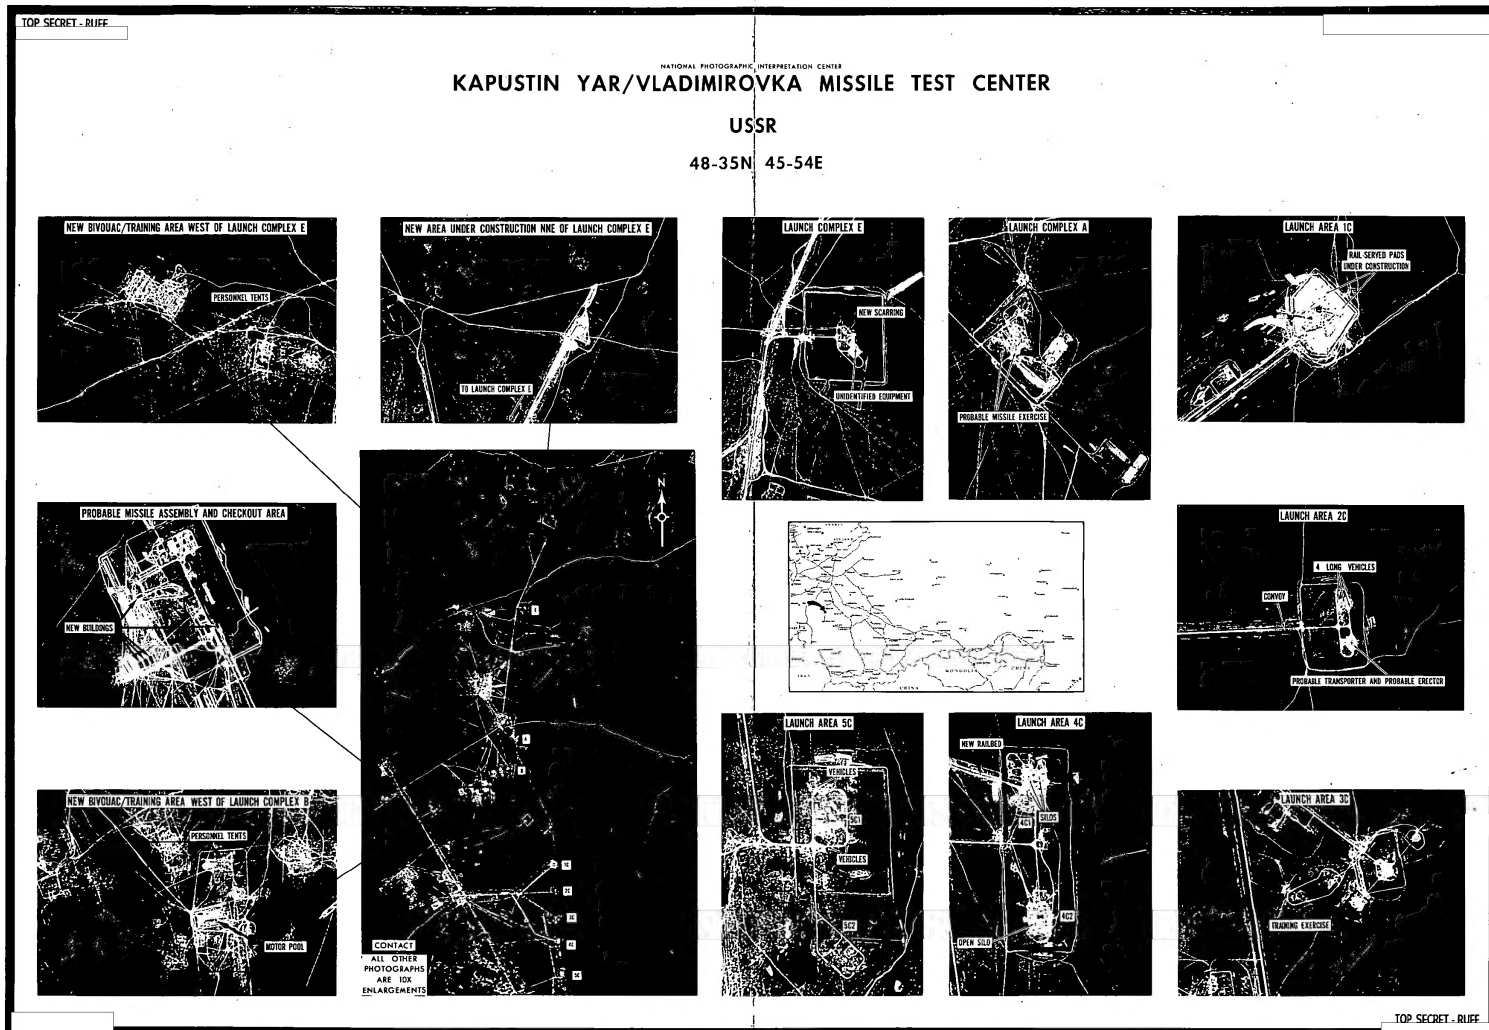 TOP SECRET - RUFF
NATIONAL PHOTOGRAPHIC INTERPRETATION CENTER
KAPUSTIN YAR/VLADIMIROVKA MISSILE TEST CENTER
USSR
48-35N 45-54E
NEW BIVOUAC/TRAINING AREA WEST OF LAUNCH COMPLEX E
PERSONNEL TENTS
NEW AREA UNDER CONSTRUCTION NNE OF LAUNCH COMPLEX E
TO LAUNCH COMPLEX E
LAUNCH COMPLEX E
NEW SCARRING
UNIDENTIFIED EQUIPMENT
LAUNCH COMPLEX A
PROBABLE MISSILE EXERCISE
LAUNCH AREA 1C
RAIL-SERVED PADS
UNDER CONSTRUCTION
PROBABLE MISSILE ASSEMBLY AND CHECKOUT AREA
NEW BUILDINGS
N
E
A
B
1C
2C
3C
4C
5C
CONTACT
ALL OTHER
PHOTOGRAPHS
ARE 10X
ENLARGEMENTS
IRAN
CHINA
MONGOLIA
CHINA
LAUNCH AREA 2C
4 LONG VEHICLES
CONVOY
PROBABLE TRANSPORTER AND PROBABLE ERECTOR
NEW BIVOUAC/TRAINING AREA WEST OF LAUNCH COMPLEX B
PERSONNEL TENTS
MOTOR POOL
LAUNCH AREA 5C
VEHICLES
5C1
VEHICLES
5C2
LAUNCH AREA 4C
NEW RAILBED
4C1
SILOS
4C2
OPEN SILO
LAUNCH AREA 3C
TRAINING EXERCISE
TOP SECRET - RUFF